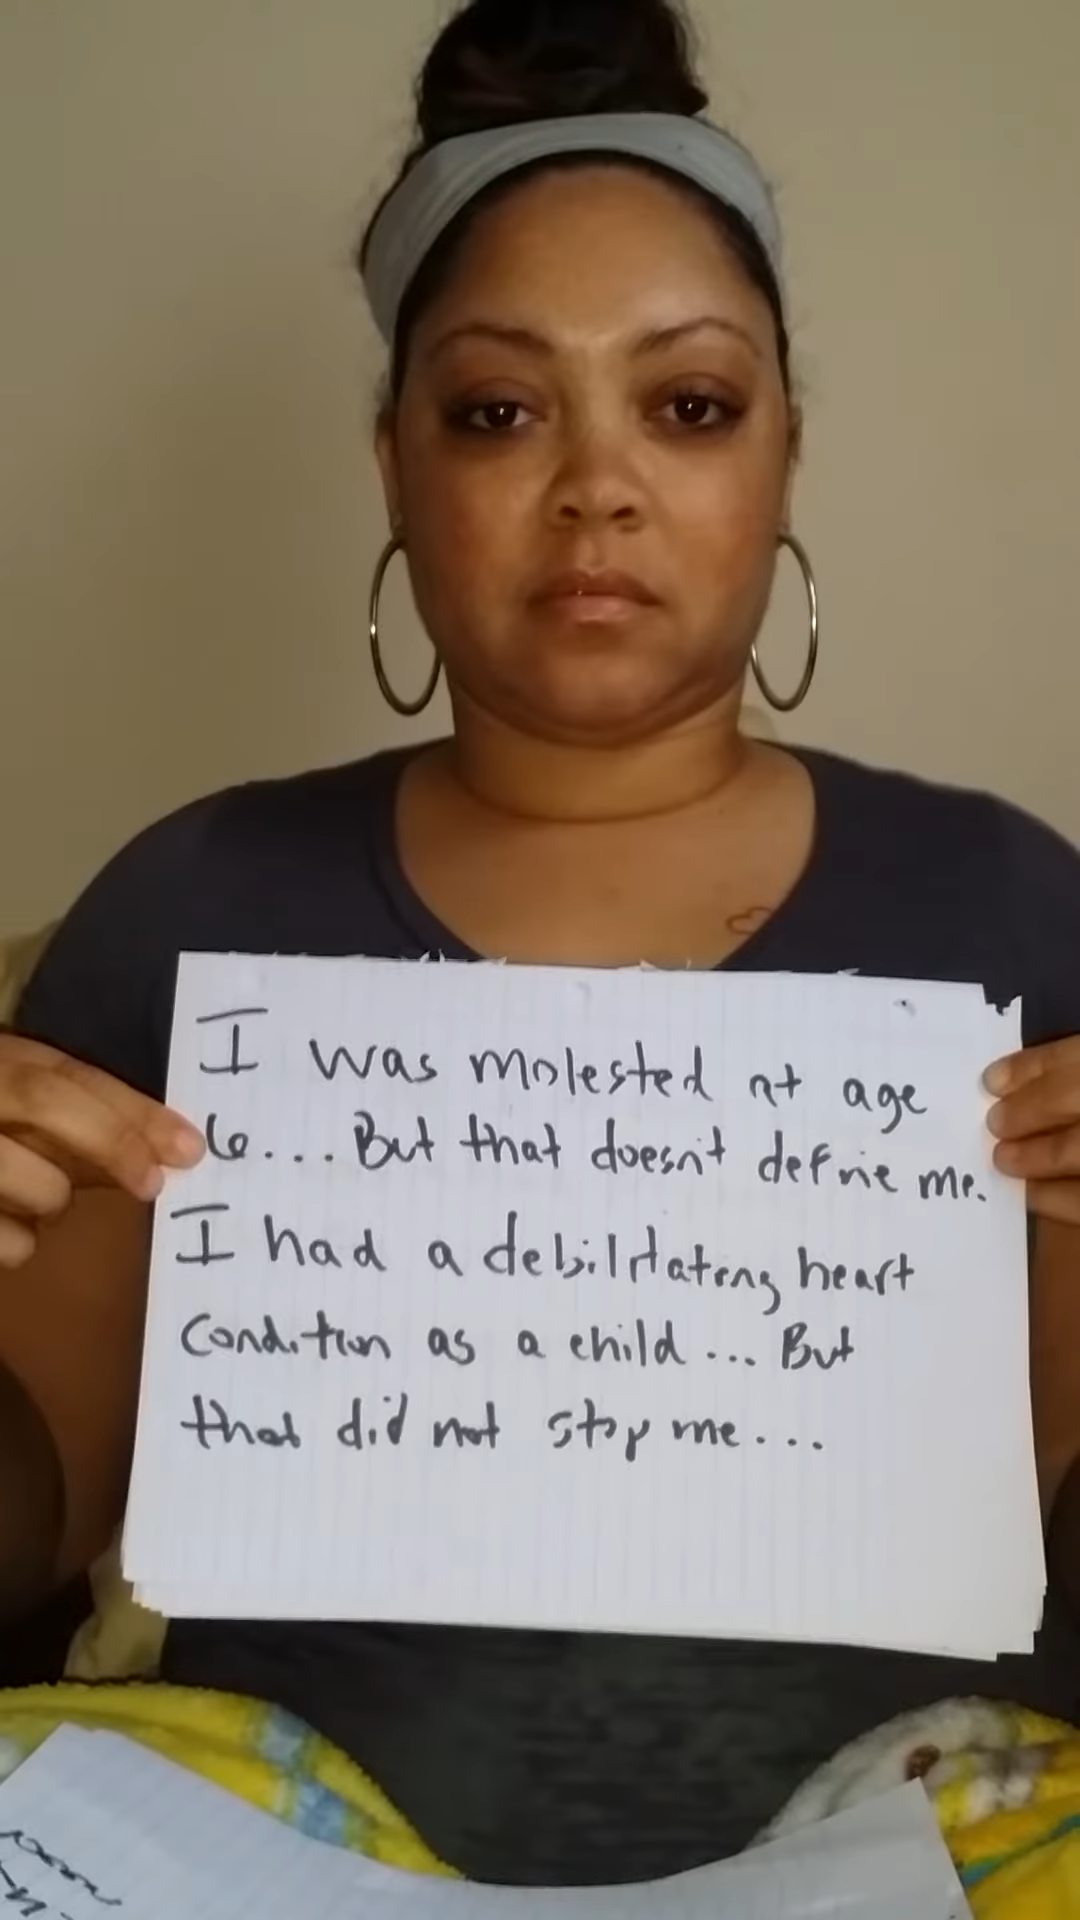 I was molested at age
6... But that doesn't define me.
I had a debilitating heart
condition as a child... But
that did not stop me...